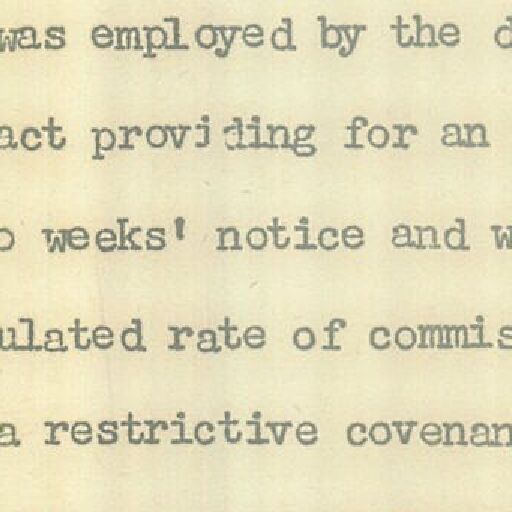 was employed by the d
act providing for an
o weeks' notice and w
ulated rate of commis
a restrictive covenan